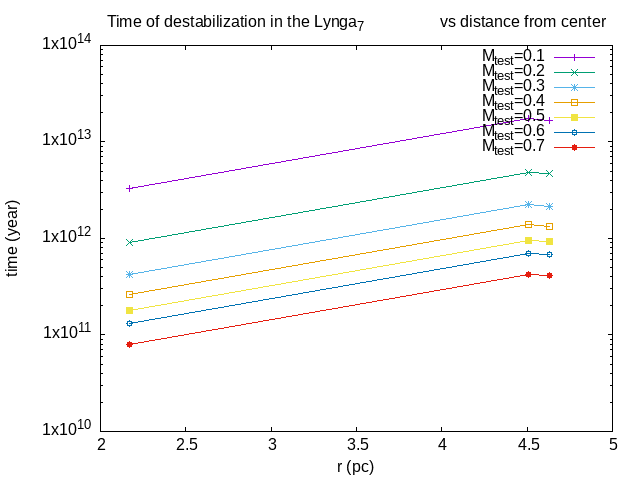 Time of destabilization in the Lynga7 vs distance from center
1x10^14
1x10^13
1x10^12
1x10^11
1x10^10
time (year)
Mtest=0.1
Mtest=0.2
Mtest=0.3
Mtest=0.4
Mtest=0.5
Mtest=0.6
Mtest=0.7
2 2.5 3 3.5 4 4.5 5
r (pc)